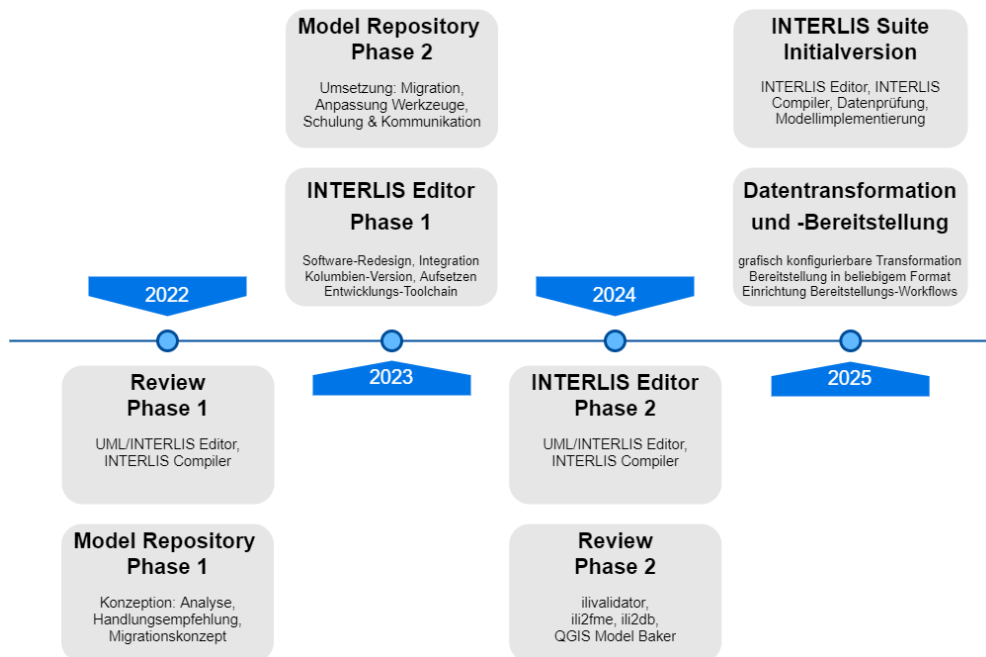 Model Repository
Phase 2
Umsetzung: Migration,
Anpassung Werkzeuge,
Schulung & Kommunikation
INTERLIS Suite
Initialversion
INTERLIS Editor, INTERLIS
Compiler, Datenprüfung,
Modellimplementierung
INTERLIS Editor
Phase 1
Software-Redesign, Integration
Kolumbien-Version, Aufsetzen
Entwicklungs-Toolchain
Datentransformation
und -Bereitstellung
grafisch konfigurierbare Transformation
Bereitstellung in beliebigem Format
Einrichtung Bereitstellungs-Workflows
2022
2024
2023
2025
Review
Phase 1
UML/INTERLIS Editor,
INTERLIS Compiler
INTERLIS Editor
Phase 2
UML/INTERLIS Editor,
INTERLIS Compiler
Model Repository
Phase 1
Konzeption: Analyse,
Handlungsempfehlung,
Migrationskonzept
Review
Phase 2
ilivalidator,
ili2fme, ili2db,
QGIS Model Baker